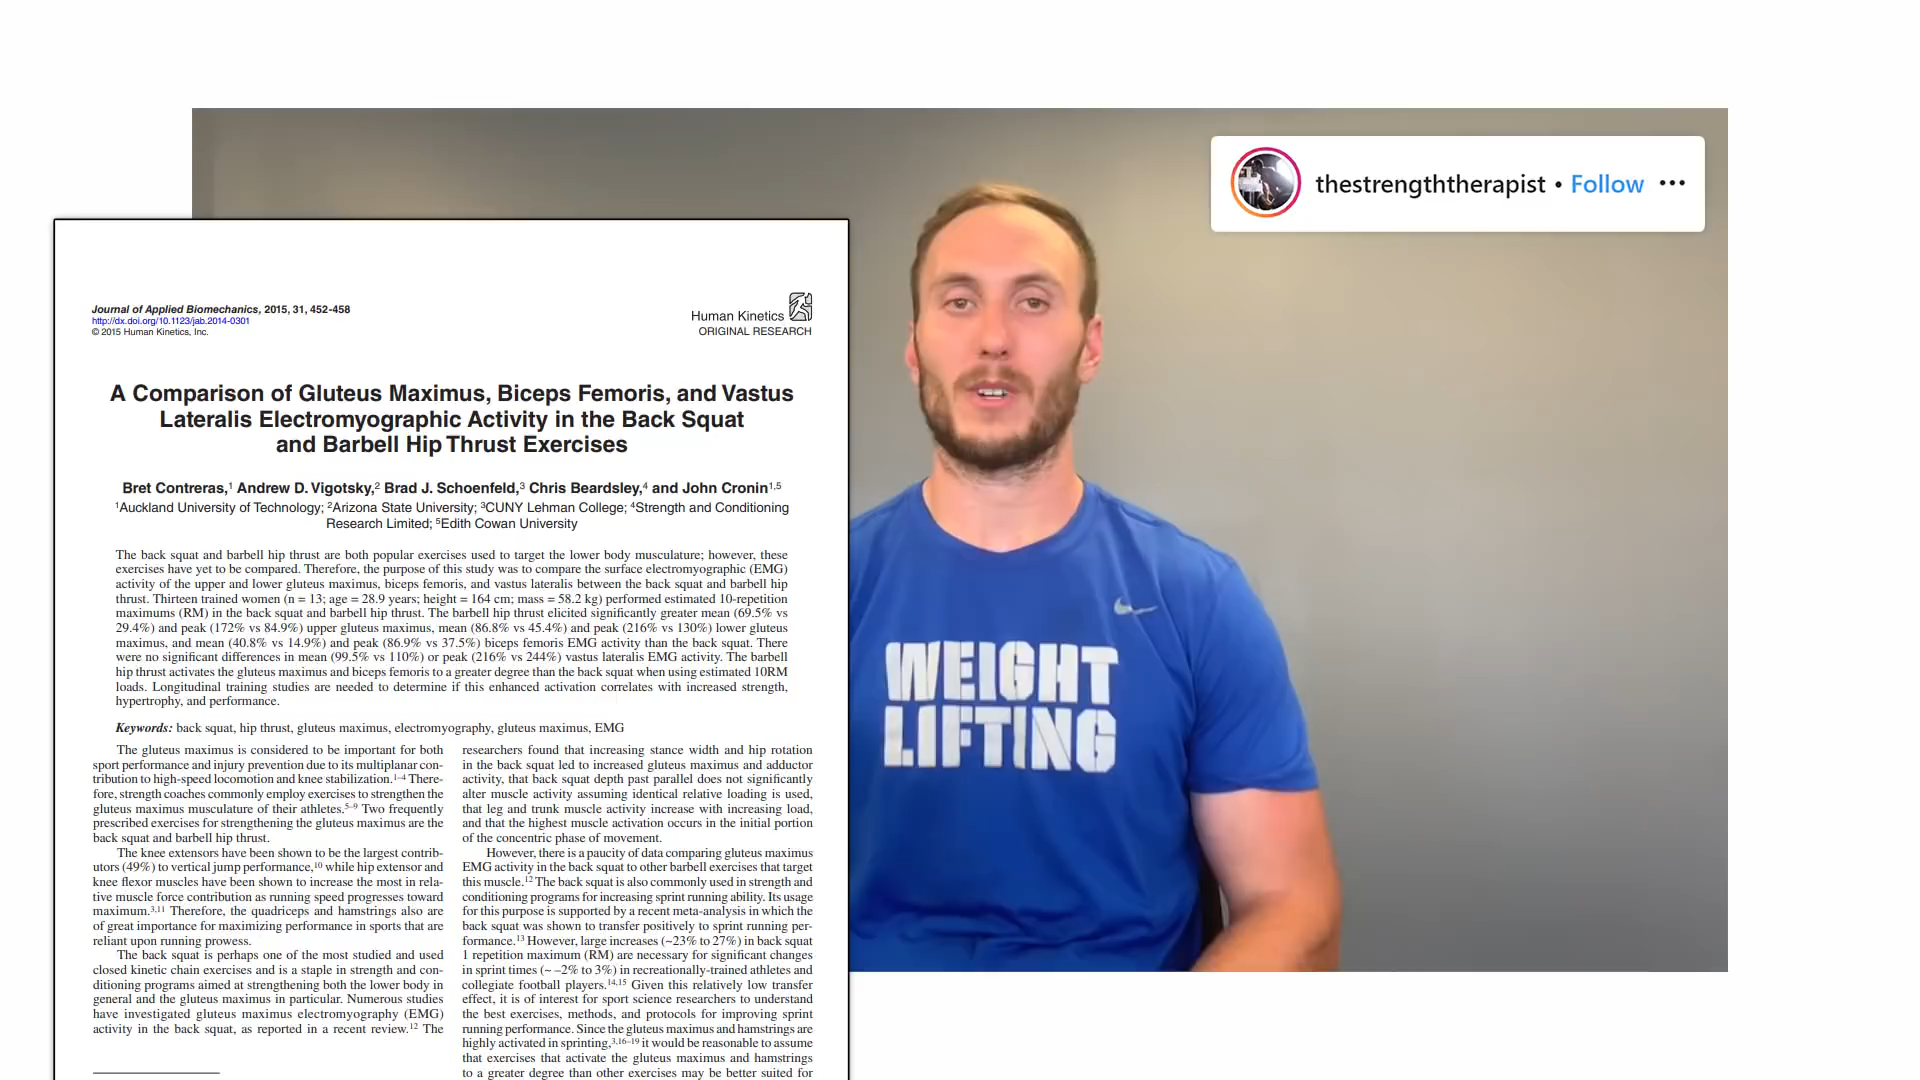 thestrengththerapist • Follow •••
Journal of Applied Biomechanics, 2015, 31, 452-458
http://dx.doi.org/10.1123/jab.2014-0301
© 2015 Human Kinetics, Inc.
Human Kinetics
ORIGINAL RESEARCH
A Comparison of Gluteus Maximus, Biceps Femoris, and Vastus
Lateralis Electromyographic Activity in the Back Squat
and Barbell Hip Thrust Exercises
Bret Contreras,1 Andrew D. Vigotsky,2 Brad J. Schoenfeld,3 Chris Beardsley,4 and John Cronin1,5
1Auckland University of Technology; 2Arizona State University; 3CUNY Lehman College; 4Strength and Conditioning
Research Limited; 5Edith Cowan University
The back squat and barbell hip thrust are both popular exercises used to target the lower body musculature; however, these
exercises have yet to be compared. Therefore, the purpose of this study was to compare the surface electromyographic (EMG)
activity of the upper and lower gluteus maximus, biceps femoris, and vastus lateralis between the back squat and barbell hip
thrust. Thirteen trained women (n = 13; age = 28.9 years; height = 164 cm; mass = 58.2 kg) performed estimated 10-repetition
maximums (RM) in the back squat and barbell hip thrust. The barbell hip thrust elicited significantly greater mean (69.5% vs
29.4%) and peak (172% vs 84.9%) upper gluteus maximus, mean (86.8% vs 45.4%) and peak (216% vs 130%) lower gluteus
maximus, and mean (40.8% vs 14.9%) and peak (86.9% vs 37.5%) biceps femoris EMG activity than the back squat. There
were no significant differences in mean (99.5% vs 110%) or peak (216% vs 244%) vastus lateralis EMG activity. The barbell
hip thrust activates the gluteus maximus and biceps femoris to a greater degree than the back squat when using estimated 10RM
loads. Longitudinal training studies are needed to determine if this enhanced activation correlates with increased strength,
hypertrophy, and performance.
Keywords: back squat, hip thrust, gluteus maximus, electromyography, gluteus maximus, EMG
The gluteus maximus is considered to be important for both
sport performance and injury prevention due to its multiplanar con-
tribution to high-speed locomotion and knee stabilization.1–4 There-
fore, strength coaches commonly employ exercises to strengthen the
gluteus maximus musculature of their athletes.5–9 Two frequently
prescribed exercises for strengthening the gluteus maximus are the
back squat and barbell hip thrust.
The knee extensors have been shown to be the largest contrib-
utors (49%) to vertical jump performance,10 while hip extensor and
knee flexor muscles have been shown to increase the most in rela-
tive muscle force contribution as running speed progresses toward
maximum.3,11 Therefore, the quadriceps and hamstrings also are
of great importance for maximizing performance in sports that are
reliant upon running prowess.
The back squat is perhaps one of the most studied and used
closed kinetic chain exercises and is a staple in strength and con-
ditioning programs aimed at strengthening both the lower body in
general and the gluteus maximus in particular. Numerous studies
have investigated gluteus maximus electromyography (EMG)
activity in the back squat, as reported in a recent review.12 The
researchers found that increasing stance width and hip rotation
in the back squat led to increased gluteus maximus and adductor
activity, that back squat depth past parallel does not significantly
alter muscle activity assuming identical relative loading is used,
that leg and trunk muscle activity increase with increasing load,
and that the highest muscle activation occurs in the initial portion
of the concentric phase of movement.
However, there is a paucity of data comparing gluteus maximus
EMG activity in the back squat to other barbell exercises that target
this muscle.12 The back squat is also commonly used in strength and
conditioning programs for increasing sprint running ability. Its usage
for this purpose is supported by a recent meta-analysis in which the
back squat was shown to transfer positively to sprint running per-
formance.13 However, large increases (~23% to 27%) in back squat
1 repetition maximum (RM) are necessary for significant changes
in sprint times (~ –2% to 3%) in recreationally-trained athletes and
collegiate football players.14,15 Given this relatively low transfer
effect, it is of interest for sport science researchers to understand
the best exercises, methods, and protocols for improving sprint
running performance. Since the gluteus maximus and hamstrings are
highly activated in sprinting,3,16–19 it would be reasonable to assume
that exercises that activate the gluteus maximus and hamstrings
to a greater degree than other exercises may be better suited for
WEIGHT
LIFTING